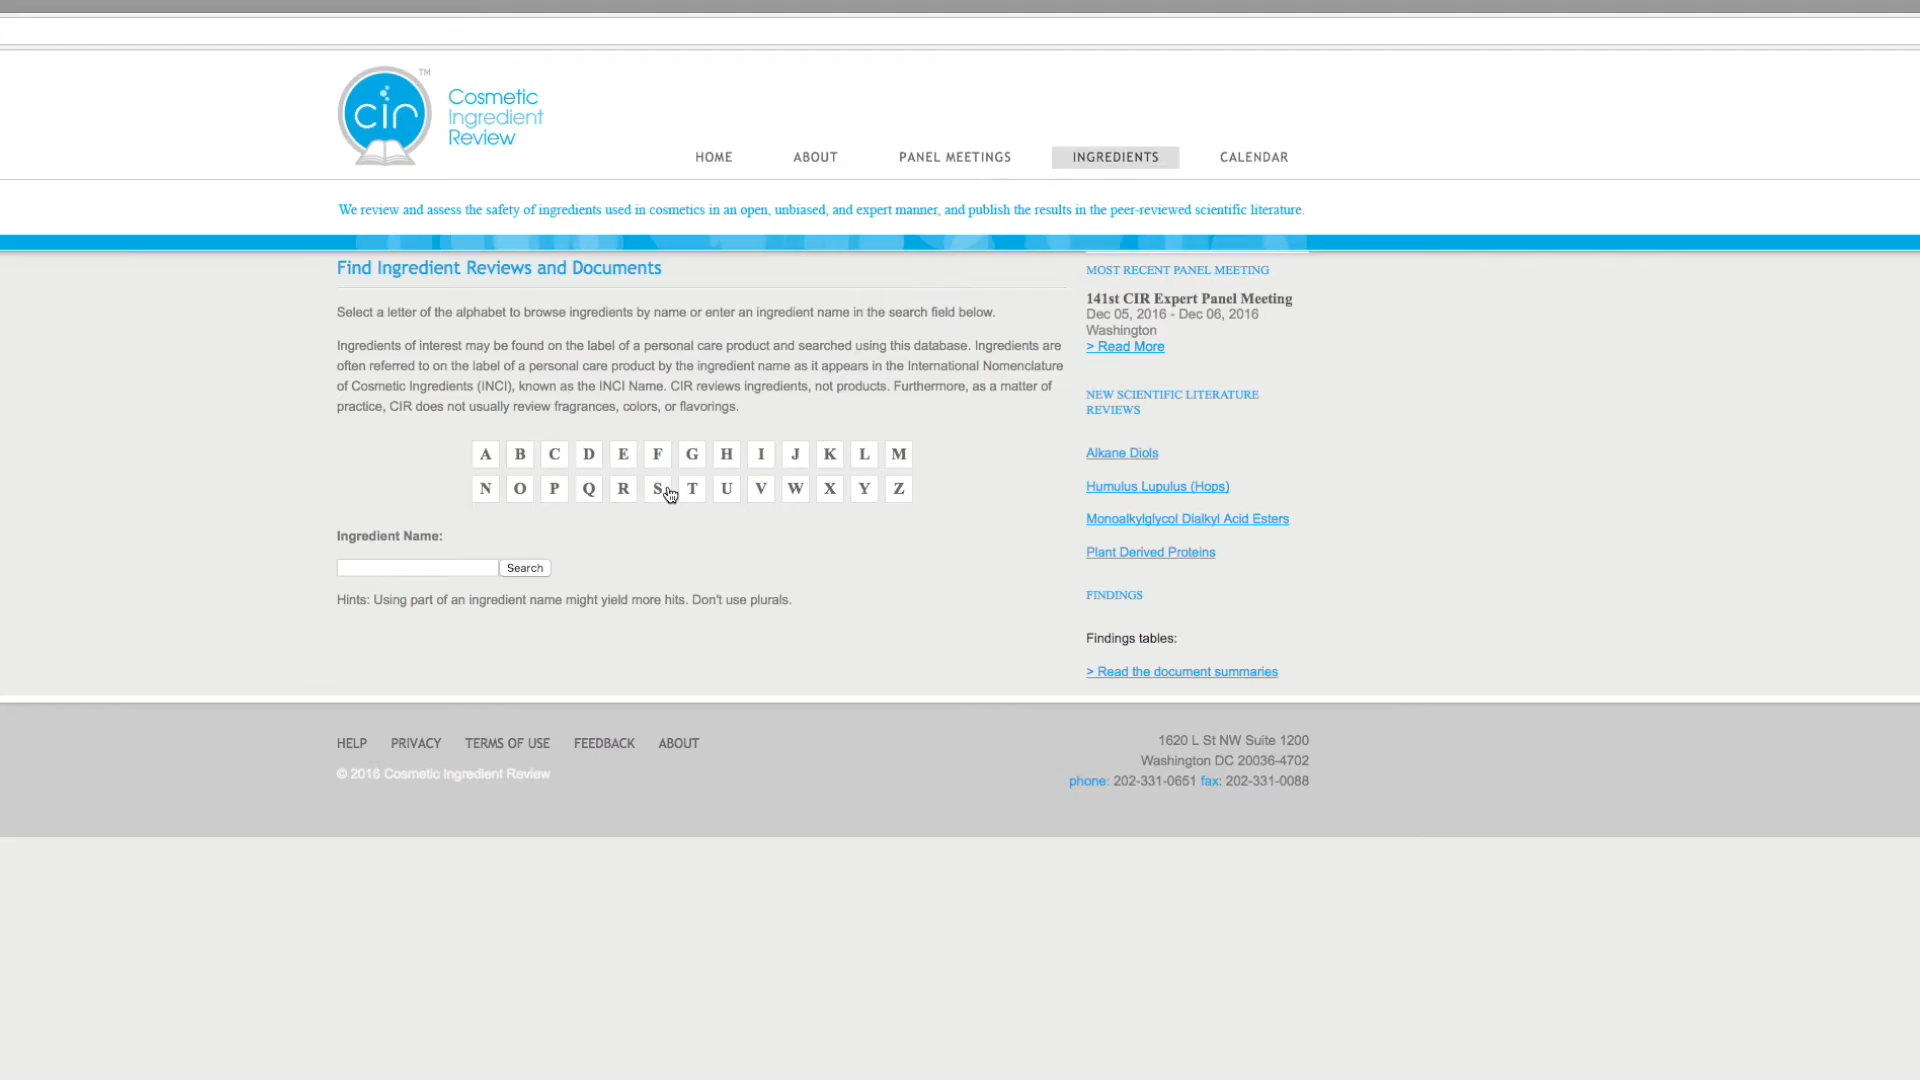 cir
TM
Cosmetic
Ingredient
Review
HOME ABOUT PANEL MEETINGS INGREDIENTS CALENDAR
We review and assess the safety of ingredients used in cosmetics in an open, unbiased, and expert manner, and publish the results in the peer-reviewed scientific literature.
Find Ingredient Reviews and Documents
Select a letter of the alphabet to browse ingredients by name or enter an ingredient name in the search field below.
Ingredients of interest may be found on the label of a personal care product and searched using this database. Ingredients are
often referred to on the label of a personal care product by the ingredient name as it appears in the International Nomenclature
of Cosmetic Ingredients (INCI), known as the INCI Name. CIR reviews ingredients, not products. Furthermore, as a matter of
practice, CIR does not usually review fragrances, colors, or flavorings.
A B C D E F G H I J K L M
N O P Q R S T U V W X Y Z
Ingredient Name:
Search
Hints: Using part of an ingredient name might yield more hits. Don't use plurals.
MOST RECENT PANEL MEETING
141st CIR Expert Panel Meeting
Dec 05, 2016 - Dec 06, 2016
Washington
> Read More
NEW SCIENTIFIC LITERATURE
REVIEWS
Alkane Diols
Humulus Lupulus (Hops)
Monoalkylglycol Dialkyl Acid Esters
Plant Derived Proteins
FINDINGS
Findings tables:
> Read the document summaries
HELP PRIVACY TERMS OF USE FEEDBACK ABOUT
© 2016 Cosmetic Ingredient Review
1620 L St NW Suite 1200
Washington DC 20036-4702
phone: 202-331-0651 fax: 202-331-0088